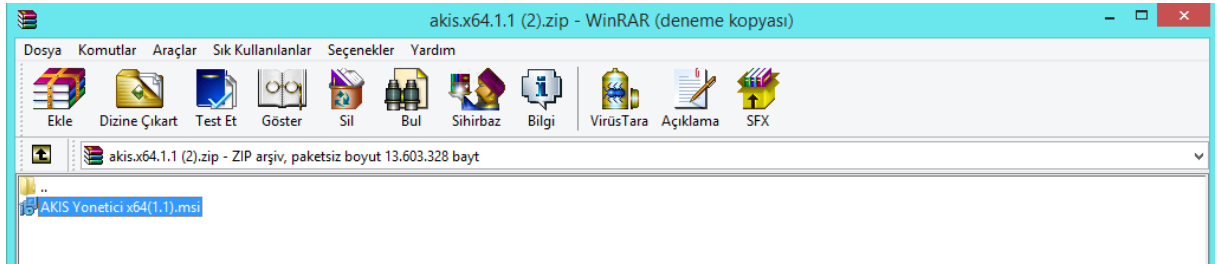 akis.x64.1.1 (2).zip - WinRAR (deneme kopyası)
Dosya Komutlar Araçlar Sık Kullanılanlar Seçenekler Yardım
Ekle Dizine Çıkart Test Et Göster Sil Bul Sihirbaz Bilgi VirüsTara Açıklama SFX
akis.x64.1.1 (2).zip - ZIP arşiv, paketsiz boyut 13.603.328 bayt
..
AKIS Yonetici x64(1.1).msi